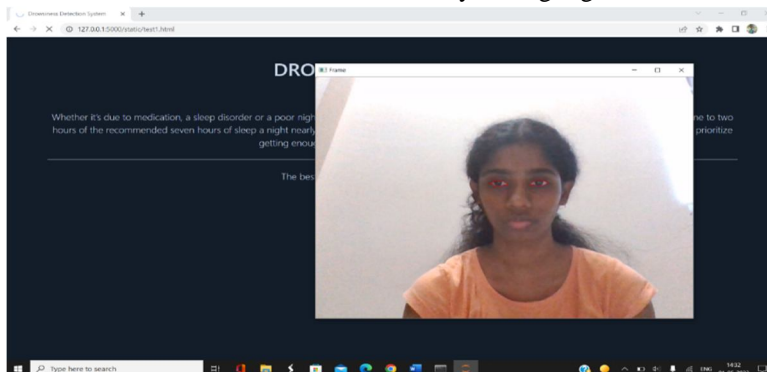 Drowsiness Detection System
127.0.0.1:5000/static/text1.html
DRO
Frame
Whether it's due to medication, a sleep disorder or a poor nigh
ne to two
hours of the recommended seven hours of sleep a night nearly
prioritize
getting enou
The bes
Type here to search
ENG
14:32